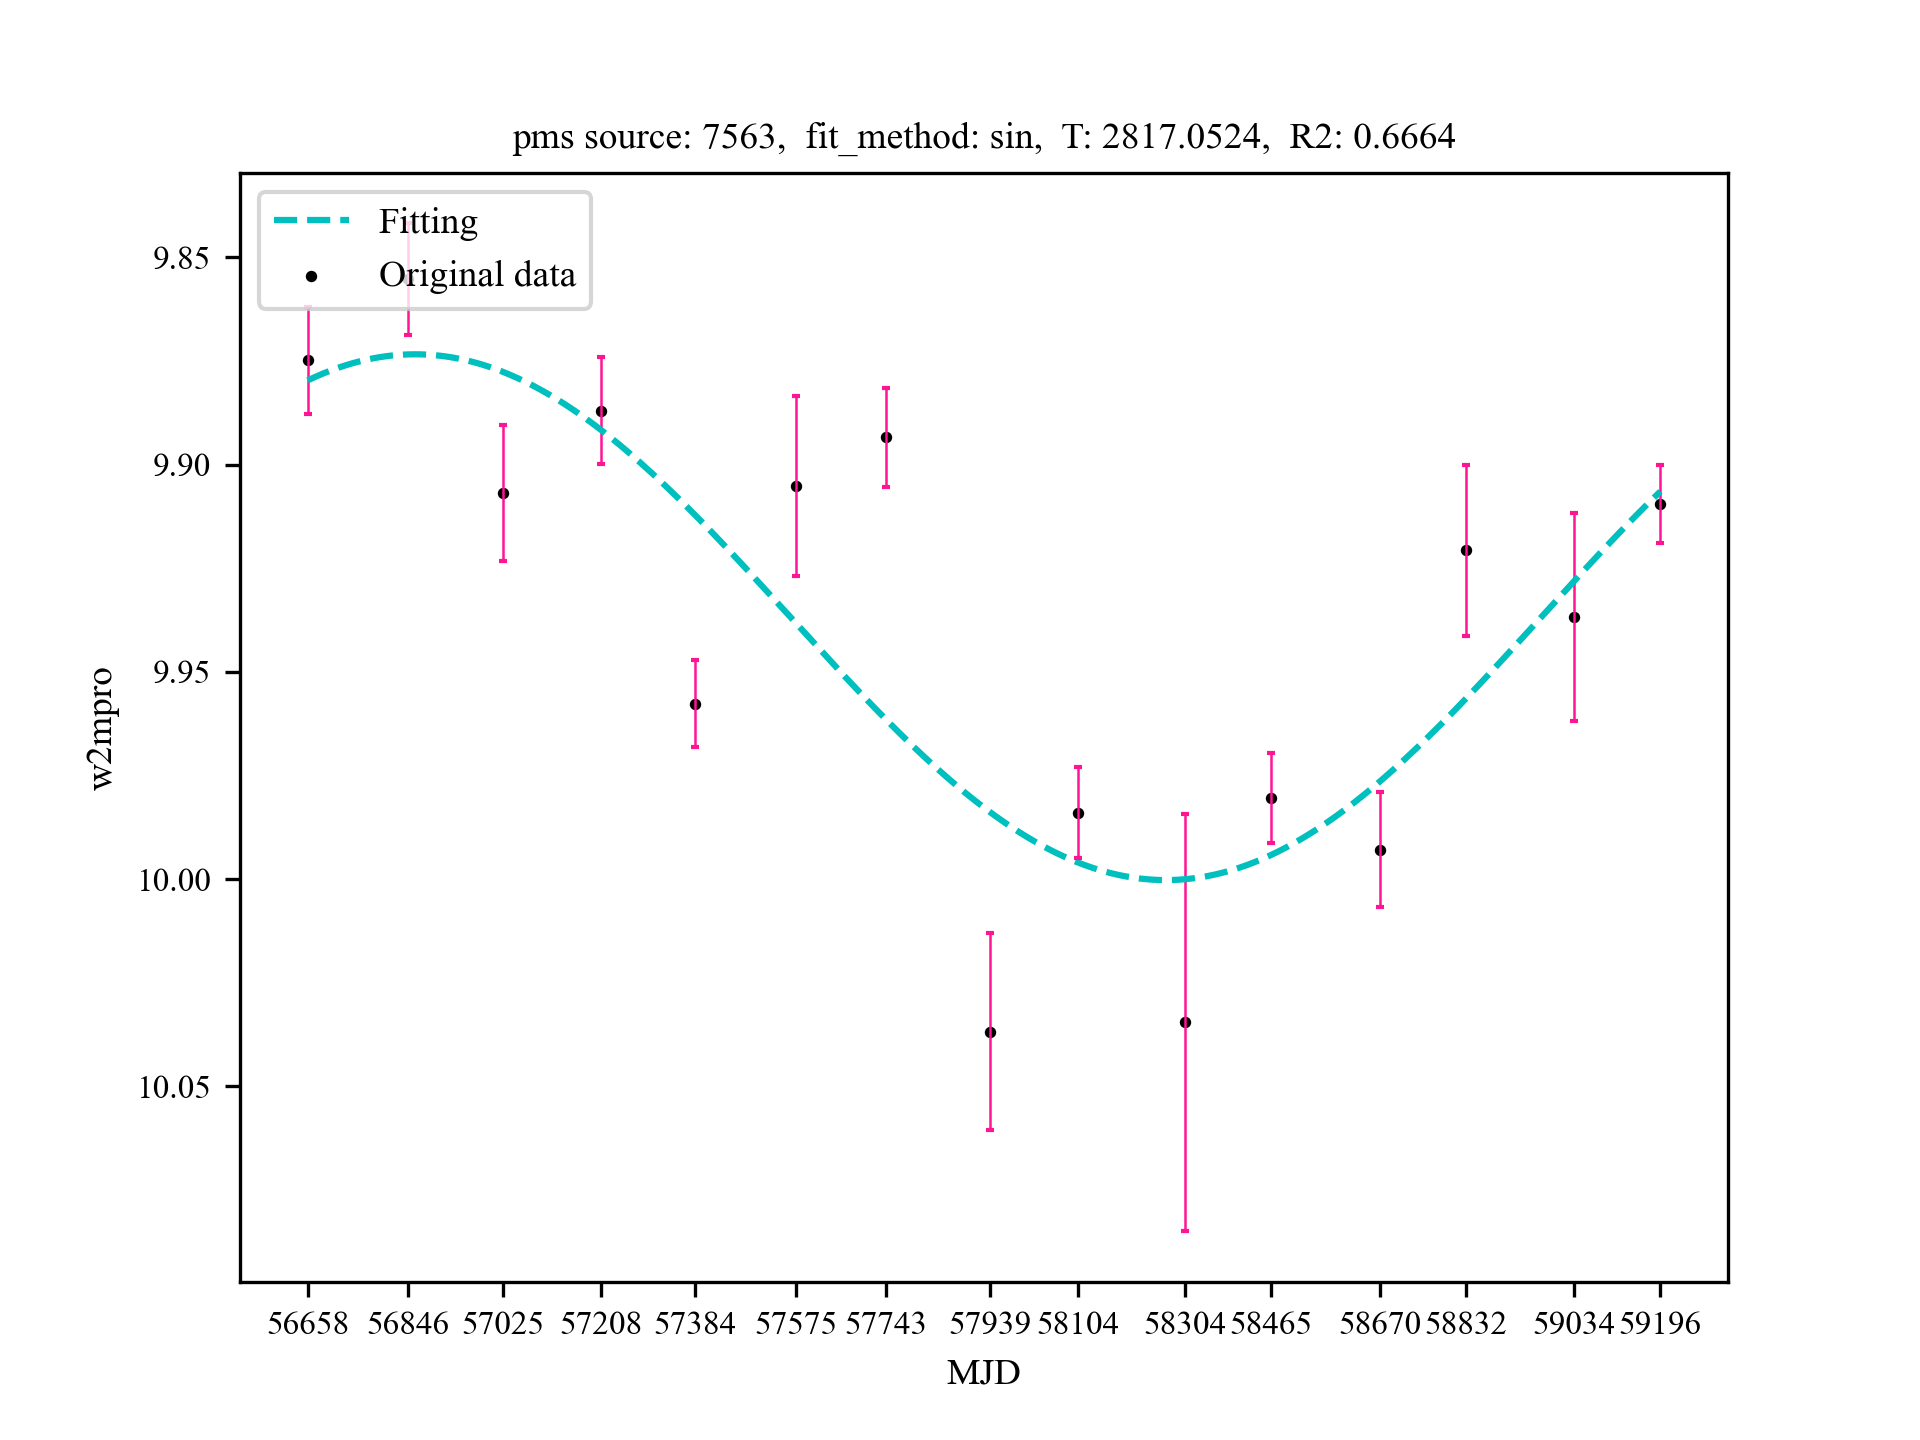 pms source: 7563, fit_method: sin, T: 2817.0524, R2: 0.6664
Fitting
Original data
9.85
9.90
9.95
10.00
10.05
w2mpro
56658 56846 57025 57208 57384 57575 57743 57939 58104 58304 58465 58670 58832 59034 59196
MJD